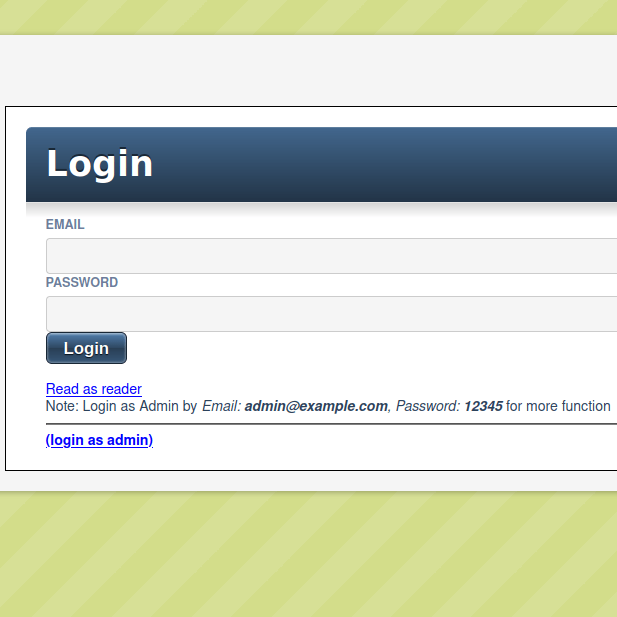 Login
EMAIL
PASSWORD
Login
Read as reader
Note: Login as Admin by Email: admin@example.com, Password: 12345 for more function
(login as admin)